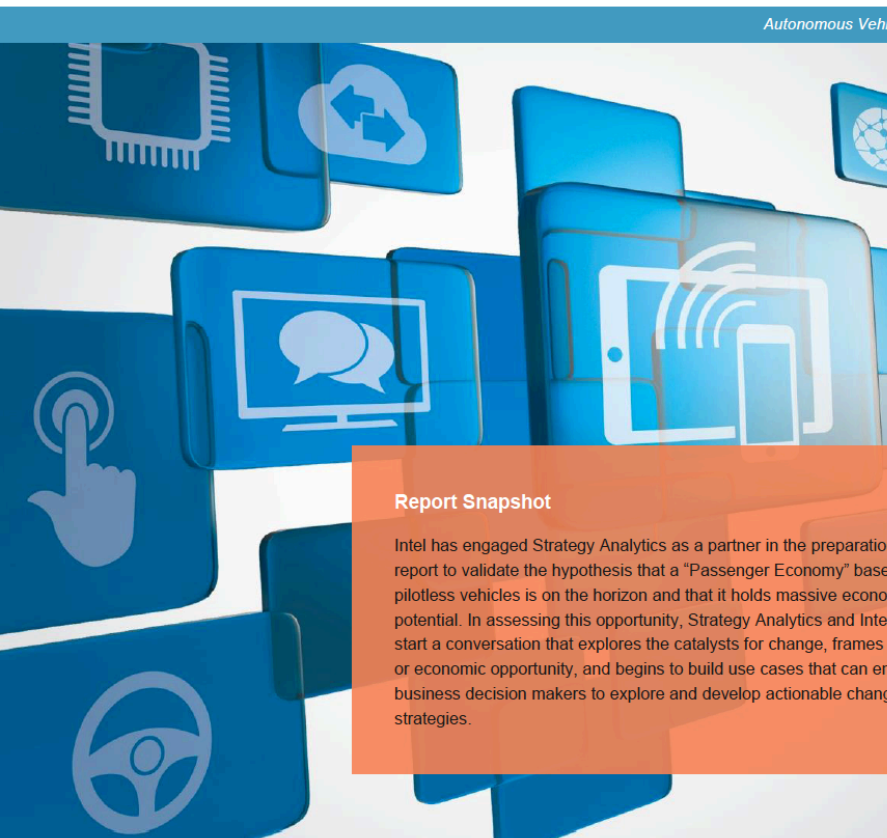 Autonomous Vehi
Report Snapshot
Intel has engaged Strategy Analytics as a partner in the preparatio
report to validate the hypothesis that a “Passenger Economy” base
pilotless vehicles is on the horizon and that it holds massive econo
potential. In assessing this opportunity, Strategy Analytics and Inte
start a conversation that explores the catalysts for change, frames
or economic opportunity, and begins to build use cases that can en
business decision makers to explore and develop actionable chang
strategies.